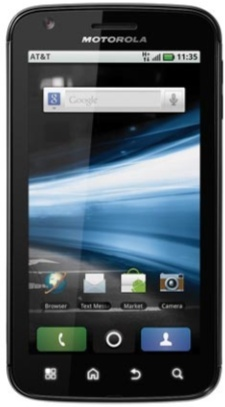 MOTOROLA
AT&T 11:35
Google
Browser Text Mess Market Camera